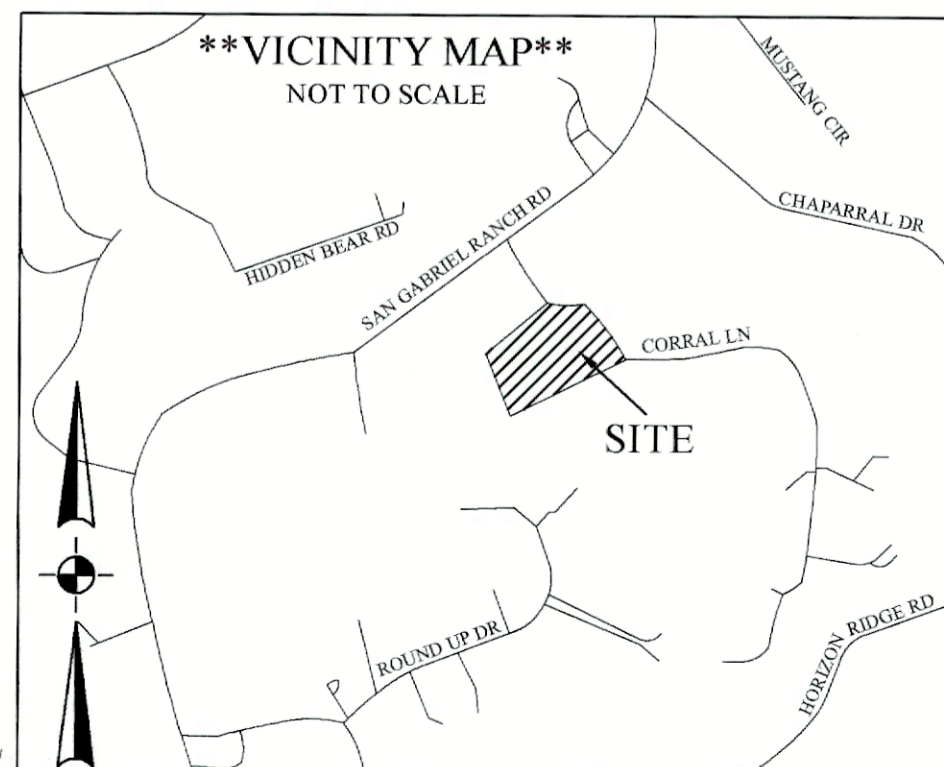 **VICINITY MAP**
NOT TO SCALE
MUSTANG CIR
CHAPARRAL DR
HIDDEN BEAR RD
SAN GABRIEL RANCH RD
CORRAL LN
SITE
ROUND UP DR
HORIZON RIDGE RD